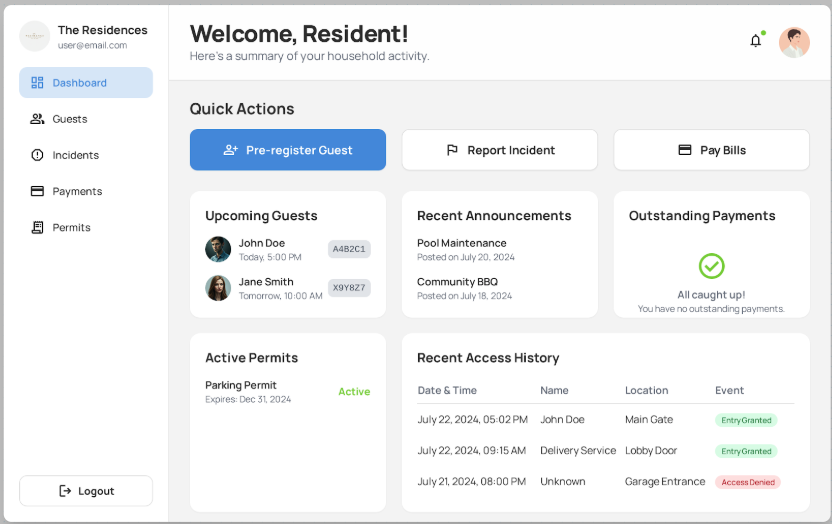 The Residences
user@email.com
Dashboard
Guests
Incidents
Payments
Permits
Logout
Welcome, Resident!
Here's a summary of your household activity.
Quick Actions
Pre-register Guest
Report Incident
Pay Bills
Upcoming Guests
John Doe
Today, 5:00 PM
A4B2C1
Jane Smith
Tomorrow, 10:00 AM
X9Y8Z7
Recent Announcements
Pool Maintenance
Posted on July 20, 2024
Community BBQ
Posted on July 18, 2024
Outstanding Payments
All caught up!
You have no outstanding payments.
Active Permits
Parking Permit
Active
Expires: Dec 31, 2024
Recent Access History
Date & Time Name Location Event
July 22, 2024, 05:02 PM John Doe Main Gate Entry Granted
July 22, 2024, 09:15 AM Delivery Service Lobby Door Entry Granted
July 21, 2024, 08:00 PM Unknown Garage Entrance Access Denied